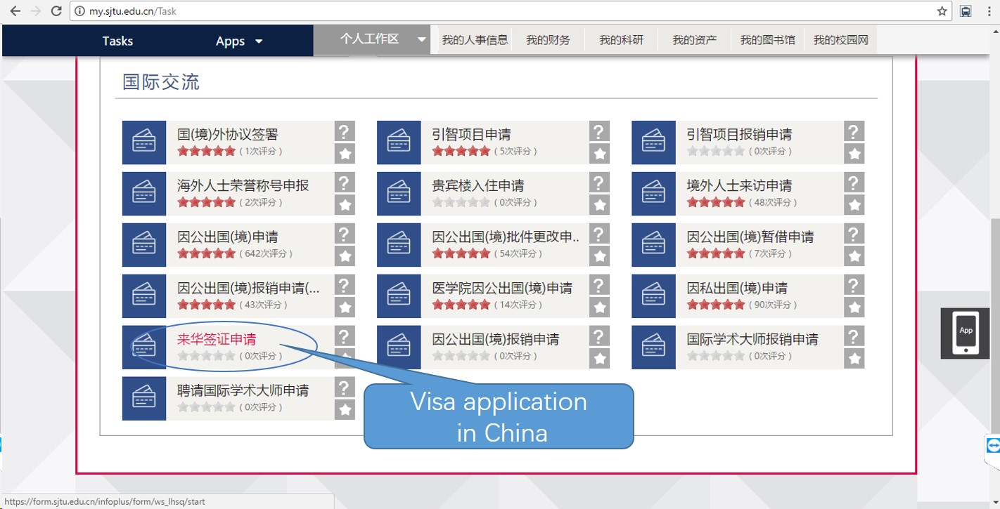 my.sjtu.edu.cn/Task
Tasks Apps 个人工作区 我的人事信息 我的财务 我的科研 我的资产 我的图书馆 我的校园网
国际交流
国(境)外协议签署 ?
( 1次评分 )
引智项目申请 ?
( 5次评分 )
引智项目报销申请 ?
( 0次评分 )
海外人士荣誉称号申报 ?
( 2次评分 )
贵宾楼入住申请 ?
( 0次评分 )
境外人士来访申请 ?
( 48次评分 )
因公出国(境)申请 ?
( 642次评分 )
因公出国(境)批件更改申.. ?
( 54次评分 )
因公出国(境)暂借申请 ?
( 7次评分 )
因公出国(境)报销申请(... ?
( 43次评分 )
医学院因公出国(境)申请 ?
( 14次评分 )
因私出国(境)申请 ?
( 90次评分 )
来华签证申请 ?
( 0次评分 )
因公出国(境)报销申请 ?
( 0次评分 )
国际学术大师报销申请 ?
( 0次评分 )
聘请国际学术大师申请 ?
( 0次评分 )
Visa application
in China
App
https://form.sjtu.edu.cn/infoplus/form/ws_lhsq/start